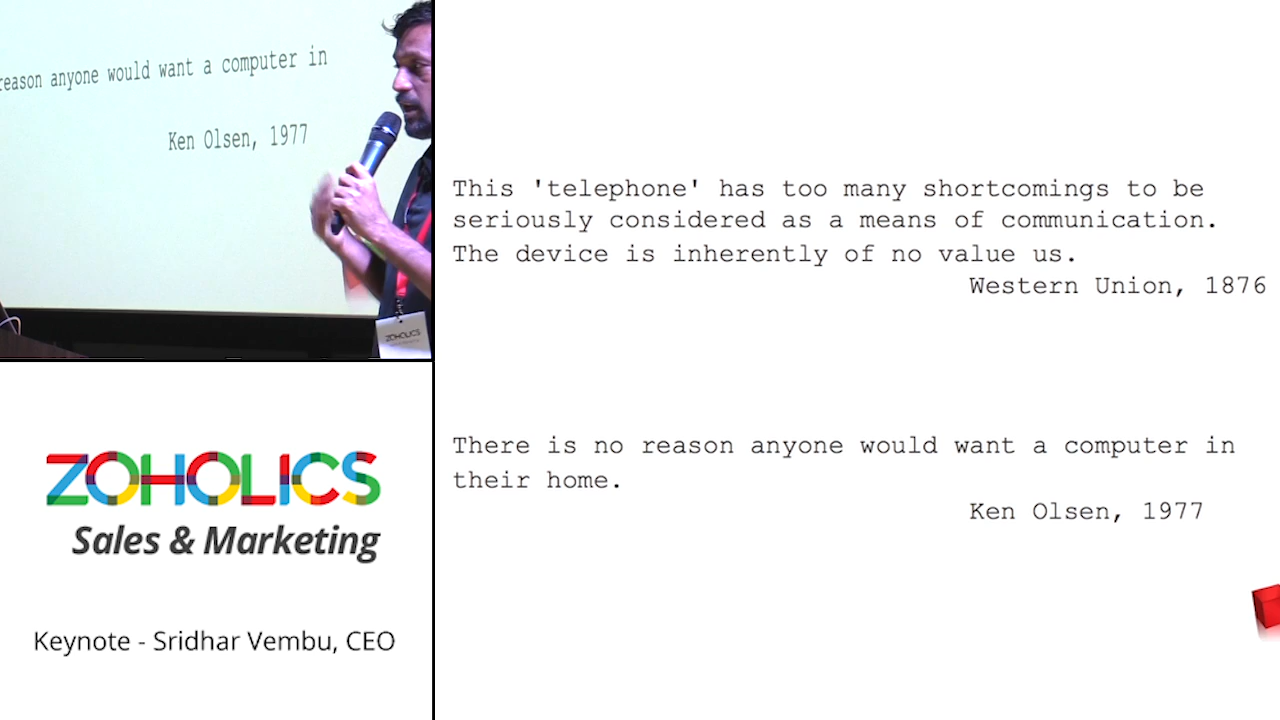 reason anyone would want a computer in
Ken Olsen, 1977
ZOHOLICS
ZOHOLICS
Sales & Marketing
Keynote - Sridhar Vembu, CEO
This 'telephone' has too many shortcomings to be
seriously considered as a means of communication.
The device is inherently of no value us.
Western Union, 1876
There is no reason anyone would want a computer in
their home.
Ken Olsen, 1977